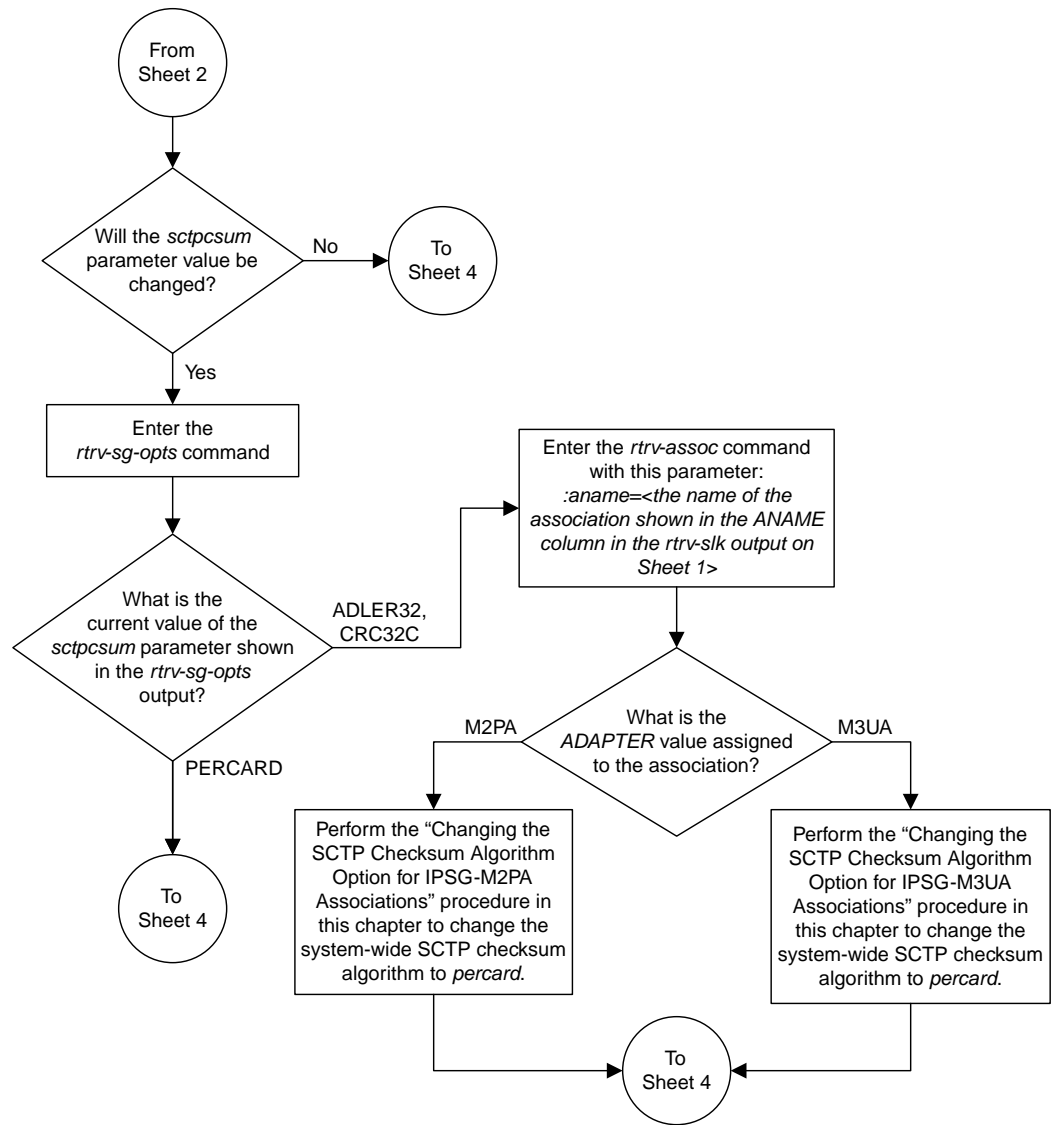 From
Sheet 2
Will the sctpcsum
parameter value be
changed?
No
To
Sheet 4
Yes
Enter the
rtrv-sg-opts command
What is the
current value of the
sctpcsum parameter shown
in the rtrv-sg-opts
output?
ADLER32,
CRC32C
PERCARD
To
Sheet 4
Enter the rtrv-assoc command
with this parameter:
:aname=<the name of the
association shown in the ANAME
column in the rtrv-slk output on
Sheet 1>
What is the
ADAPTER value assigned
to the association?
M2PA
M3UA
Perform the “Changing the
SCTP Checksum Algorithm
Option for IPSG-M2PA
Associations” procedure in
this chapter to change the
system-wide SCTP checksum
algorithm to percard.
Perform the “Changing the
SCTP Checksum Algorithm
Option for IPSG-M3UA
Associations” procedure in
this chapter to change the
system-wide SCTP checksum
algorithm to percard.
To
Sheet 4